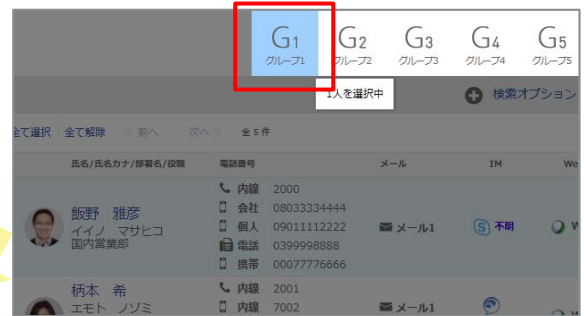 G1 G2 G3 G4 G5
グループ1 グループ2 グループ3 グループ4 グループ5
1人を選択中
検索オプション
全て選択 全て解除 前へ 次へ 全5件
氏名/氏名カナ/部署名/役職 電話番号 メール IM We
内線 2000
飯野 雅彦 会社 08033334444
イイノ マサヒコ 個人 09011112222 メール1 不明 W
国内営業部 電話 0399998888
携帯 00077776666
柄本 希 内線 2001
エモト ノゾミ 内線 7002 メール1